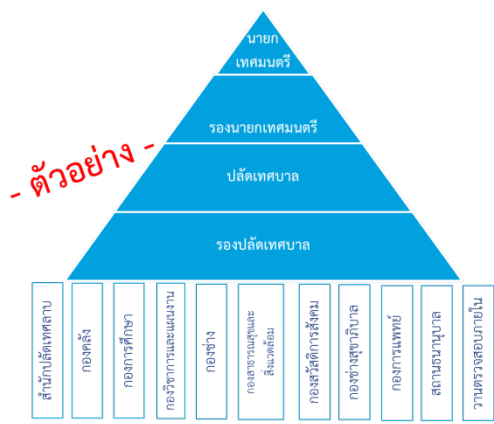 นายก
เทศมนตรี
รองนายกเทศมนตรี
- ตัวอย่าง -
ปลัดเทศบาล
รองปลัดเทศบาล
สำนักปลัดเทศลาบ
กองคลัง
กองการศึกษา
กองวิชาการและแผนงาน
กองช่าง
กองสาธารณสุขและ
สิ่งแวดล้อม
กองสวัสดิการสังคม
กองช่างสุขาภิบาล
กองการแพทย์
สถานธนานุบาล
งานตรวจสอบภายใน